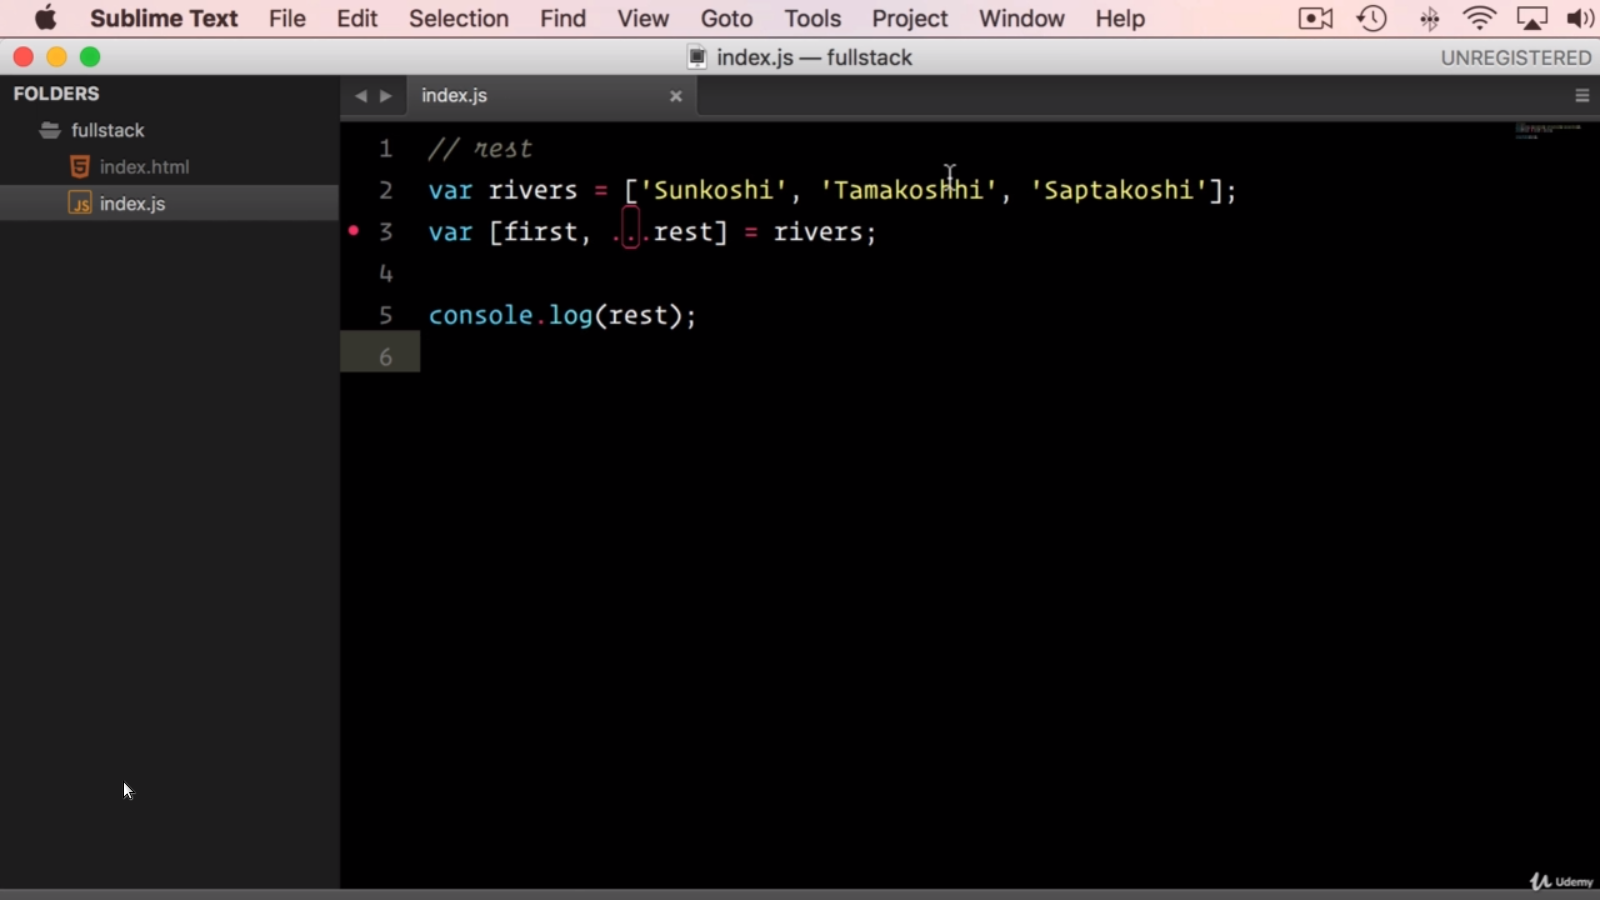 Sublime Text File Edit Selection Find View Goto Tools Project Window Help
index.js — fullstack
UNREGISTERED
FOLDERS
fullstack
index.html
index.js
index.js
1 // rest
2 var rivers = ['Sunkoshi', 'Tamakoshhi', 'Saptakoshi'];
3 var [first, ...rest] = rivers;
4
5 console.log(rest);
6
Udemy